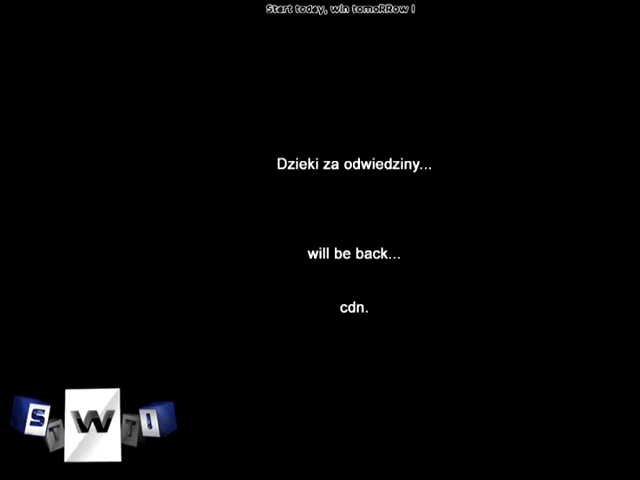 Start today, win tomoRRow !
Dzieki za odwiedziny...
will be back...
cdn.
S T W T I